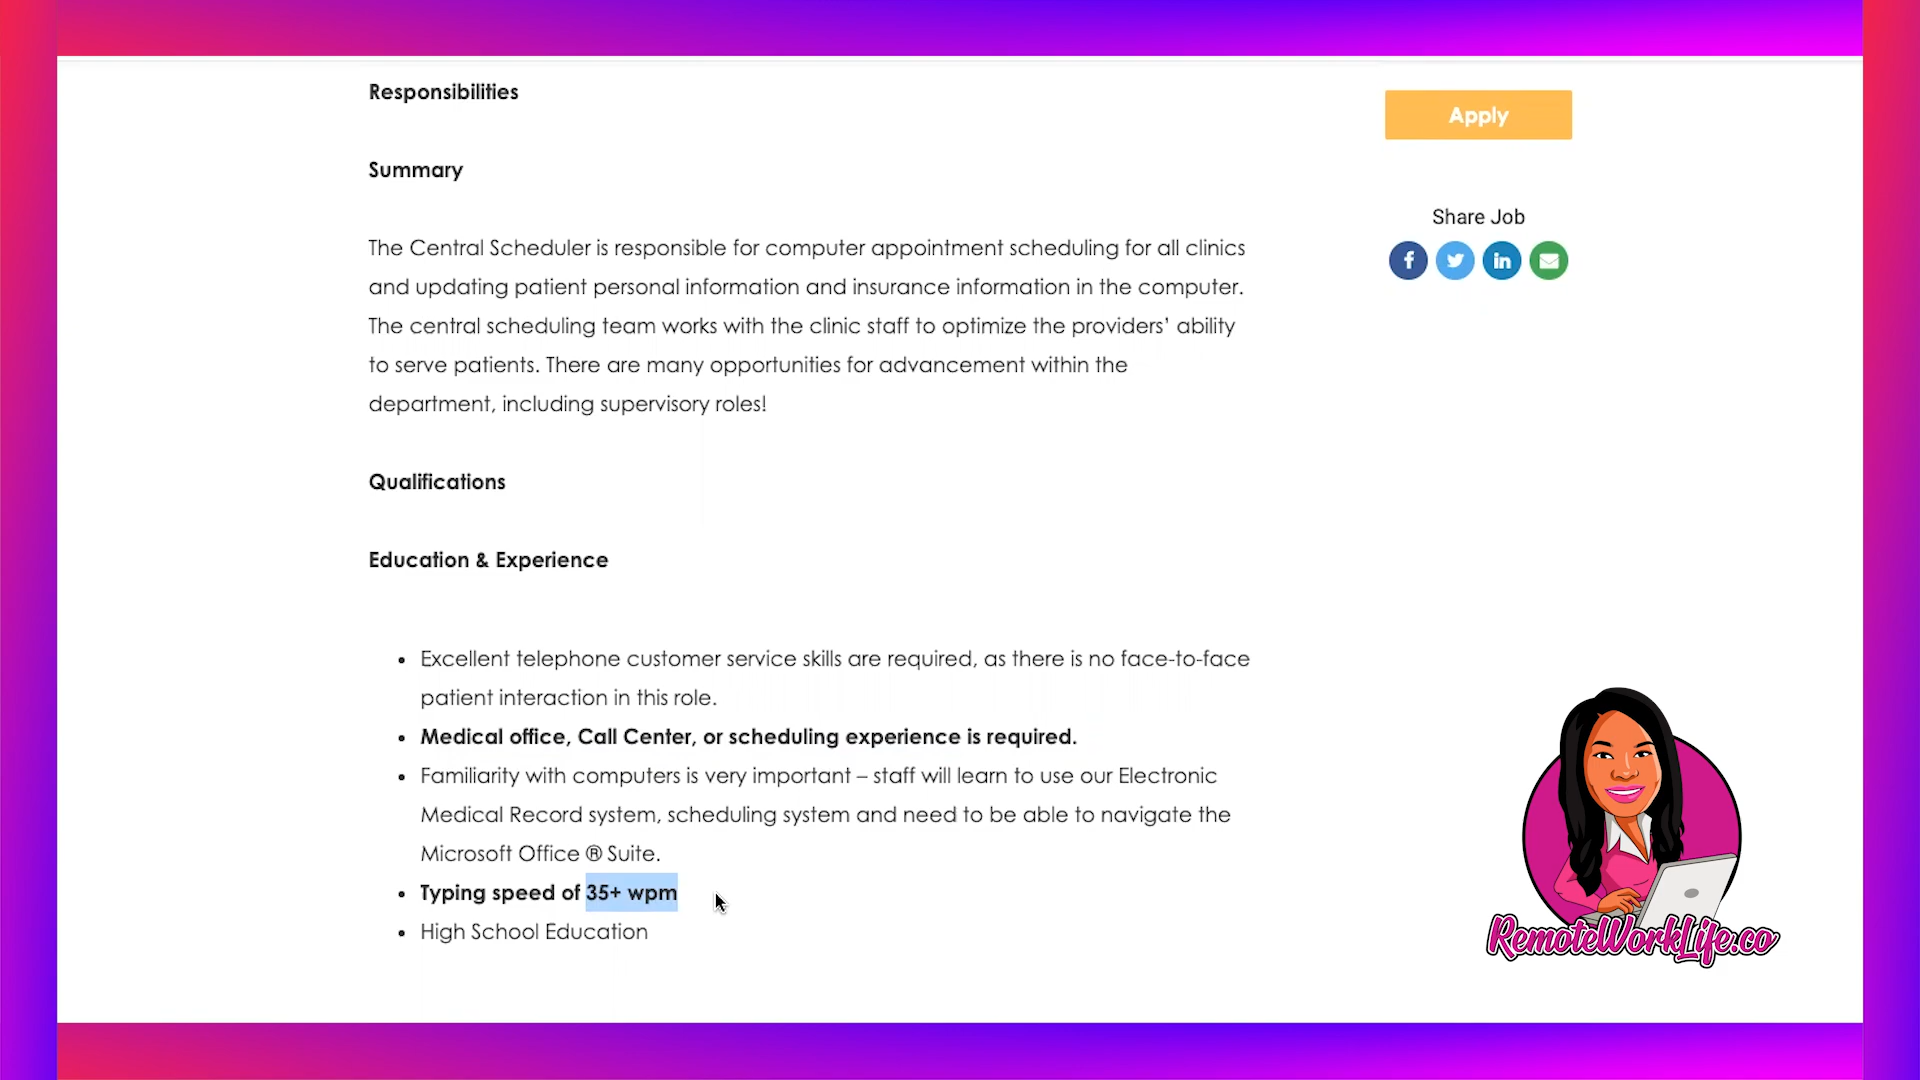 Responsibilities
Apply
Summary
Share Job
The Central Scheduler is responsible for computer appointment scheduling for all clinics
and updating patient personal information and insurance information in the computer.
The central scheduling team works with the clinic staff to optimize the providers’ ability
to serve patients. There are many opportunities for advancement within the
department, including supervisory roles!
Qualifications
Education & Experience
• Excellent telephone customer service skills are required, as there is no face-to-face
patient interaction in this role.
• Medical office, Call Center, or scheduling experience is required.
• Familiarity with computers is very important – staff will learn to use our Electronic
Medical Record system, scheduling system and need to be able to navigate the
Microsoft Office ® Suite.
• Typing speed of 35+ wpm
• High School Education
RemoteWorkLife.co